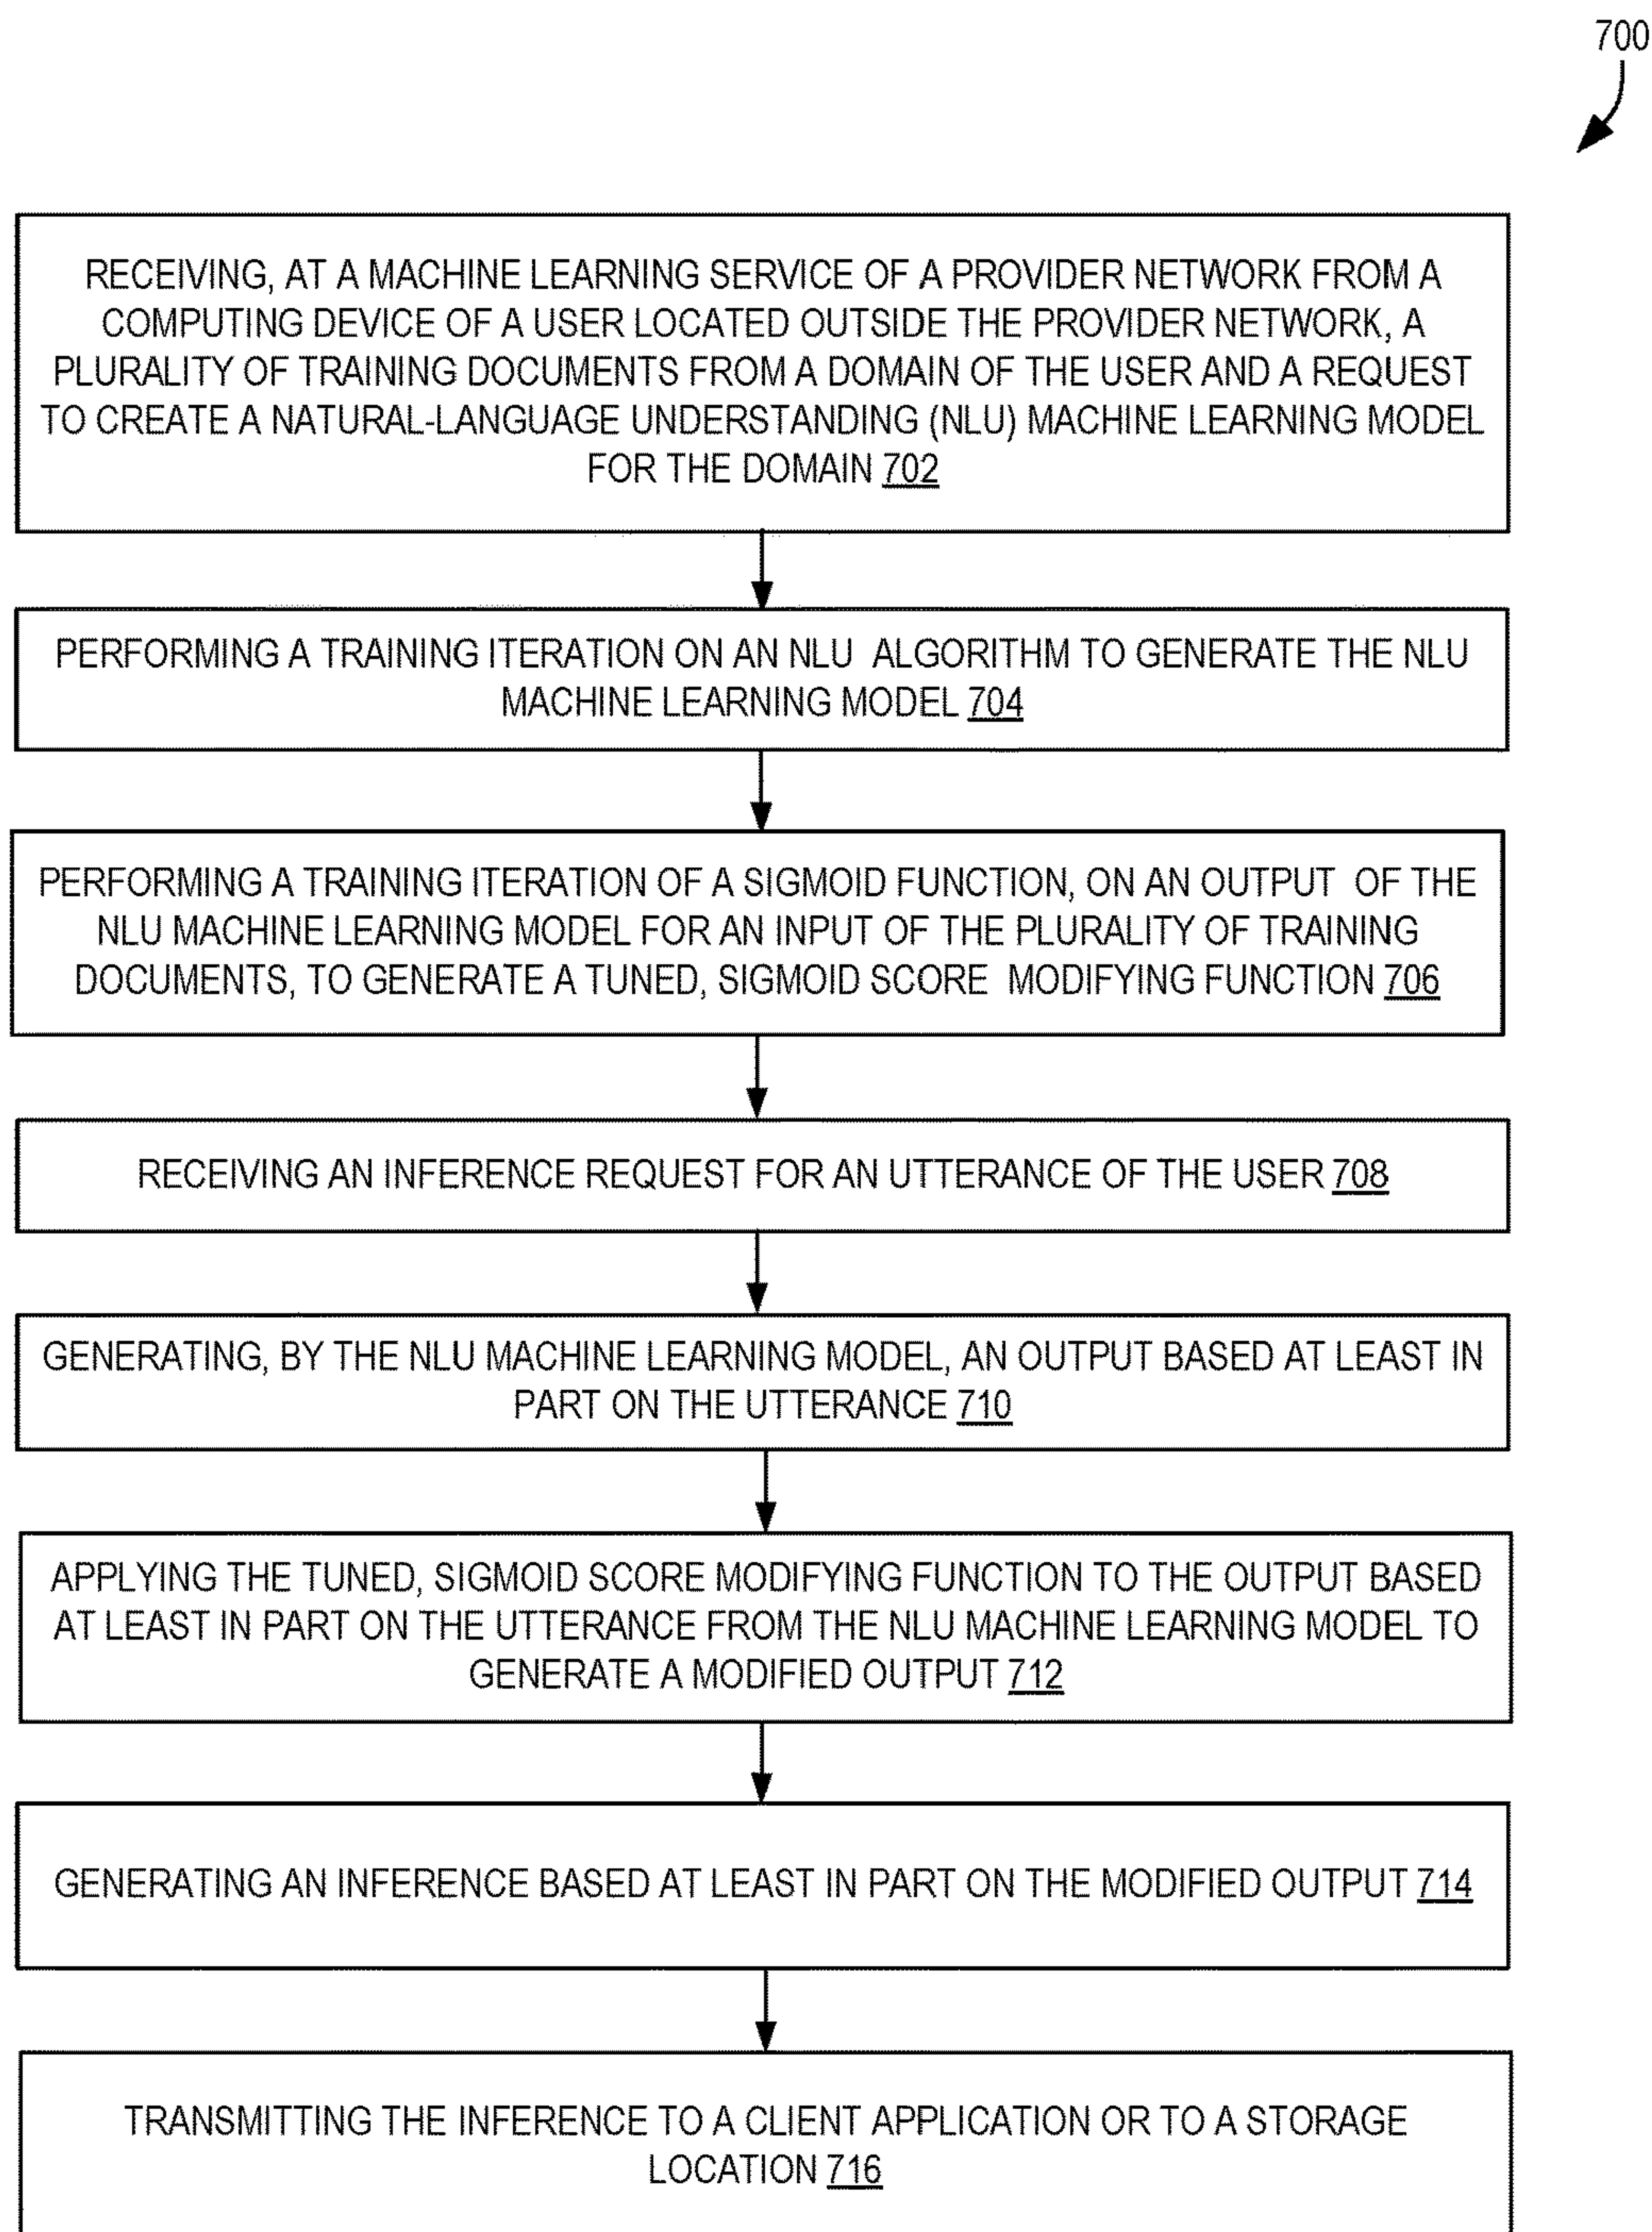 700
RECEIVING, AT A MACHINE LEARNING SERVICE OF A PROVIDER NETWORK FROM A
COMPUTING DEVICE OF A USER LOCATED OUTSIDE THE PROVIDER NETWORK, A
PLURALITY OF TRAINING DOCUMENTS FROM A DOMAIN OF THE USER AND A REQUEST
TO CREATE A NATURAL-LANGUAGE UNDERSTANDING (NLU) MACHINE LEARNING MODEL
FOR THE DOMAIN 702
PERFORMING A TRAINING ITERATION ON AN NLU ALGORITHM TO GENERATE THE NLU
MACHINE LEARNING MODEL 704
PERFORMING A TRAINING ITERATION OF A SIGMOID FUNCTION, ON AN OUTPUT OF THE
NLU MACHINE LEARNING MODEL FOR AN INPUT OF THE PLURALITY OF TRAINING
DOCUMENTS, TO GENERATE A TUNED, SIGMOID SCORE MODIFYING FUNCTION 706
RECEIVING AN INFERENCE REQUEST FOR AN UTTERANCE OF THE USER 708
GENERATING, BY THE NLU MACHINE LEARNING MODEL, AN OUTPUT BASED AT LEAST IN
PART ON THE UTTERANCE 710
APPLYING THE TUNED, SIGMOID SCORE MODIFYING FUNCTION TO THE OUTPUT BASED
AT LEAST IN PART ON THE UTTERANCE FROM THE NLU MACHINE LEARNING MODEL TO
GENERATE A MODIFIED OUTPUT 712
GENERATING AN INFERENCE BASED AT LEAST IN PART ON THE MODIFIED OUTPUT 714
TRANSMITTING THE INFERENCE TO A CLIENT APPLICATION OR TO A STORAGE
LOCATION 716